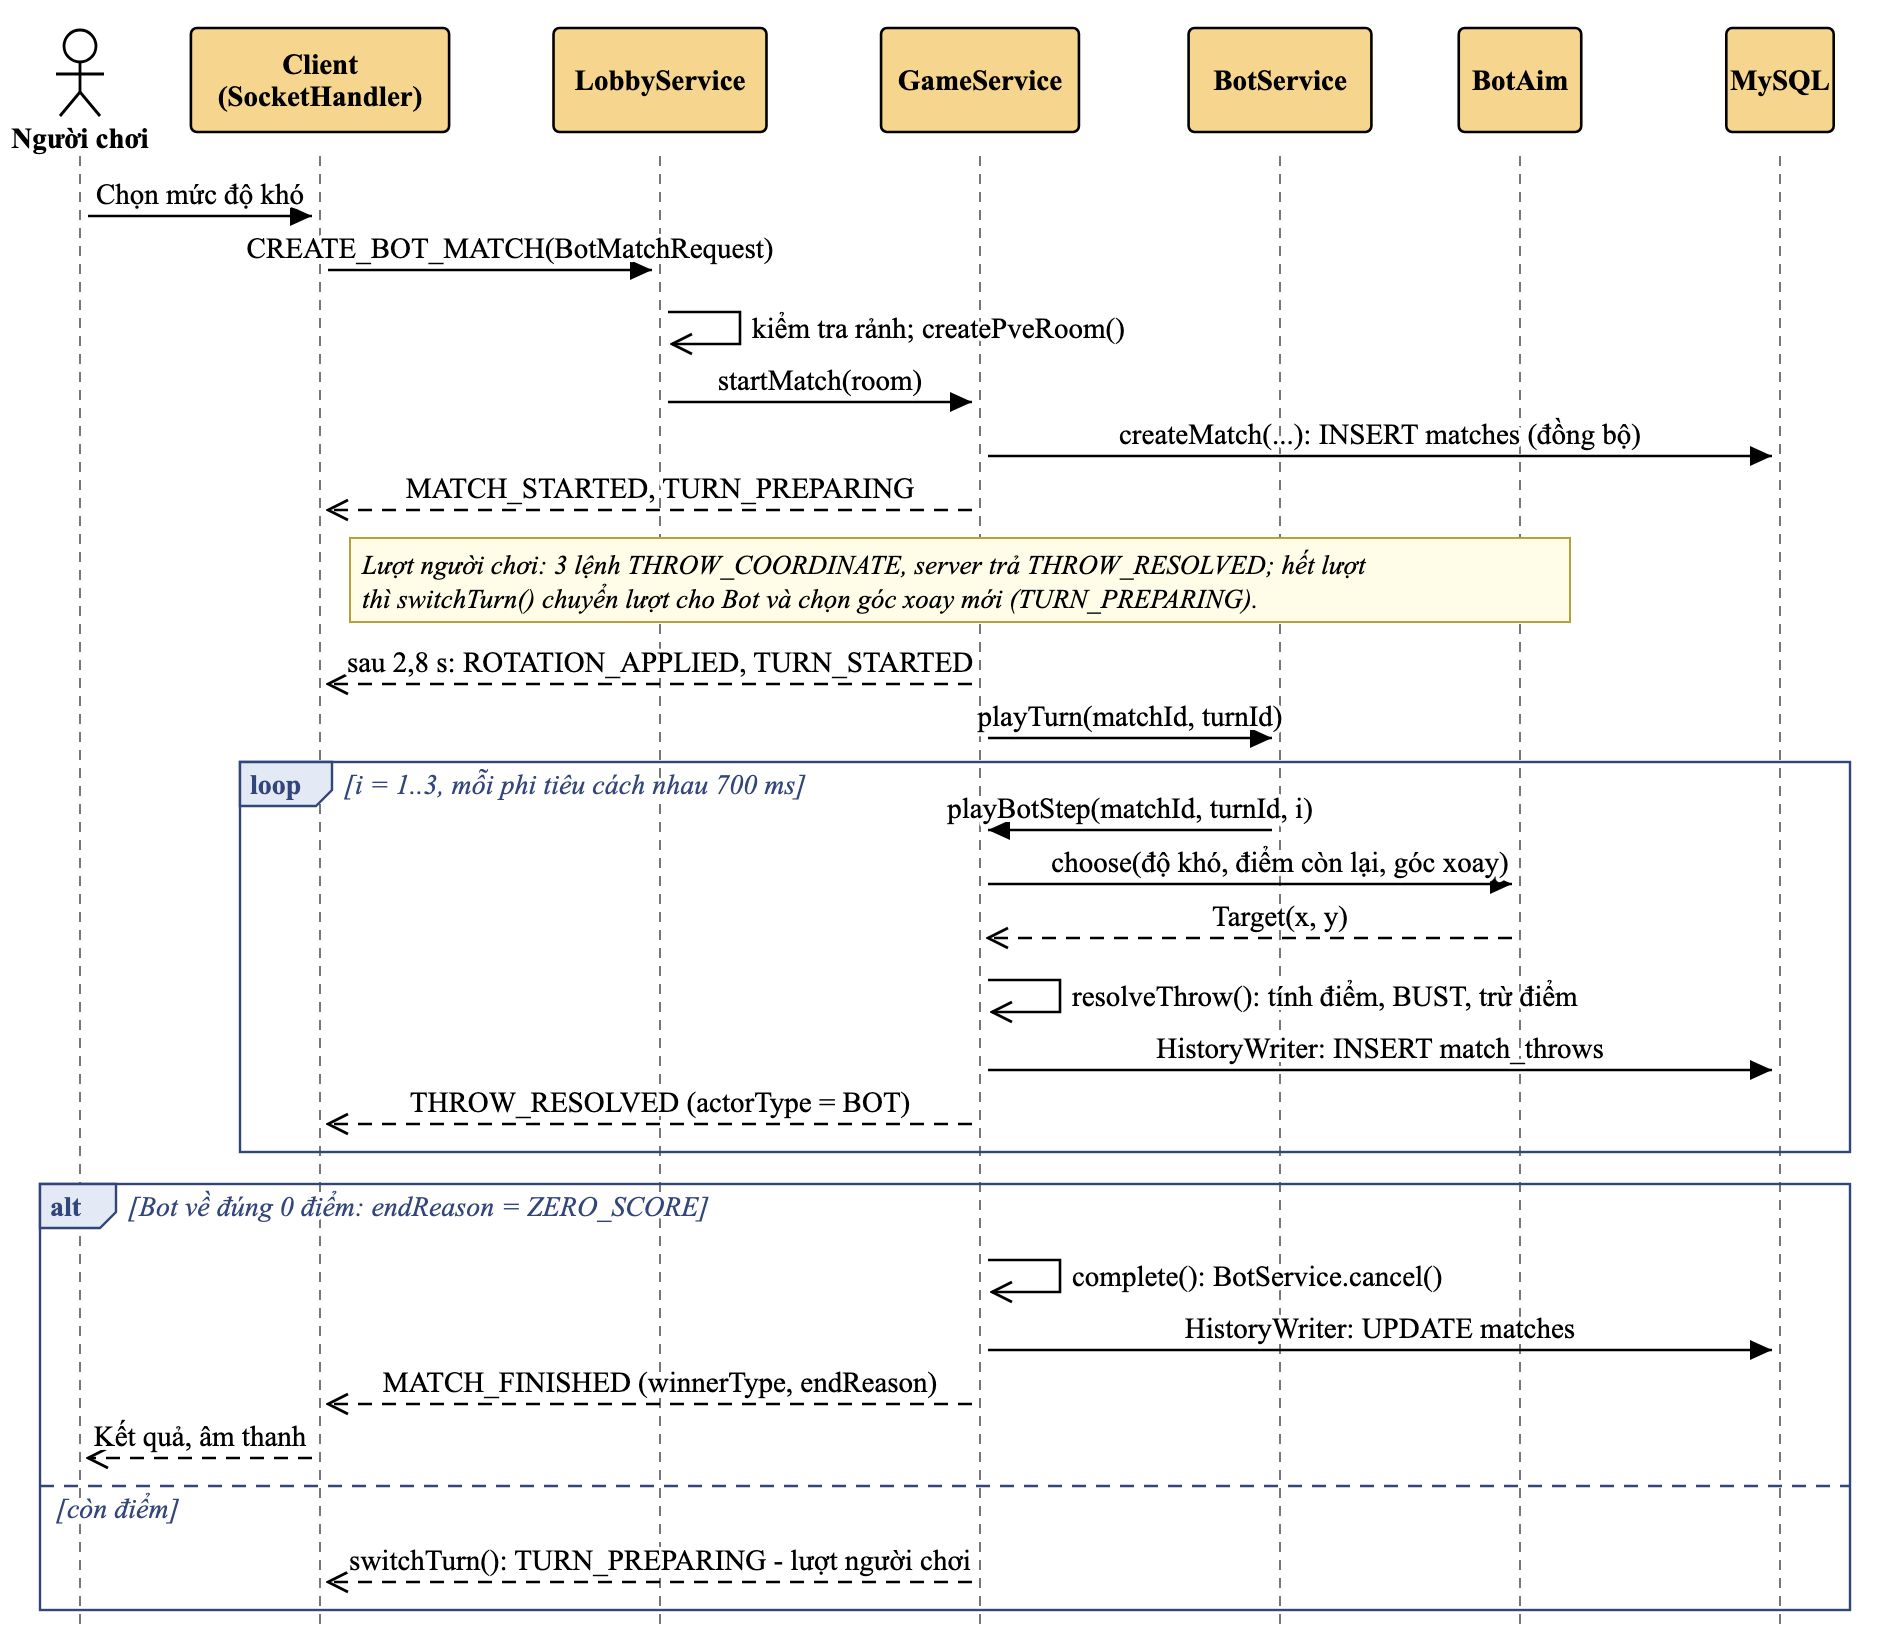 Người chơi
Client
(SocketHandler)
LobbyService
GameService
BotService
BotAim
MySQL
Chọn mức độ khó
CREATE_BOT_MATCH(BotMatchRequest)
kiểm tra rảnh; createPveRoom()
startMatch(room)
createMatch(...): INSERT matches (đồng bộ)
MATCH_STARTED, TURN_PREPARING
Lượt người chơi: 3 lệnh THROW_COORDINATE, server trả THROW_RESOLVED; hết lượt
thì switchTurn() chuyển lượt cho Bot và chọn góc xoay mới (TURN_PREPARING).
sau 2,8 s: ROTATION_APPLIED, TURN_STARTED
playTurn(matchId, turnId)
loop
[i = 1..3, mỗi phi tiêu cách nhau 700 ms]
playBotStep(matchId, turnId, i)
choose(độ khó, điểm còn lại, góc xoay)
Target(x, y)
resolveThrow(): tính điểm, BUST, trừ điểm
HistoryWriter: INSERT match_throws
THROW_RESOLVED (actorType = BOT)
alt
[Bot về đúng 0 điểm: endReason = ZERO_SCORE]
complete(): BotService.cancel()
HistoryWriter: UPDATE matches
MATCH_FINISHED (winnerType, endReason)
Kết quả, âm thanh
[còn điểm]
switchTurn(): TURN_PREPARING - lượt người chơi